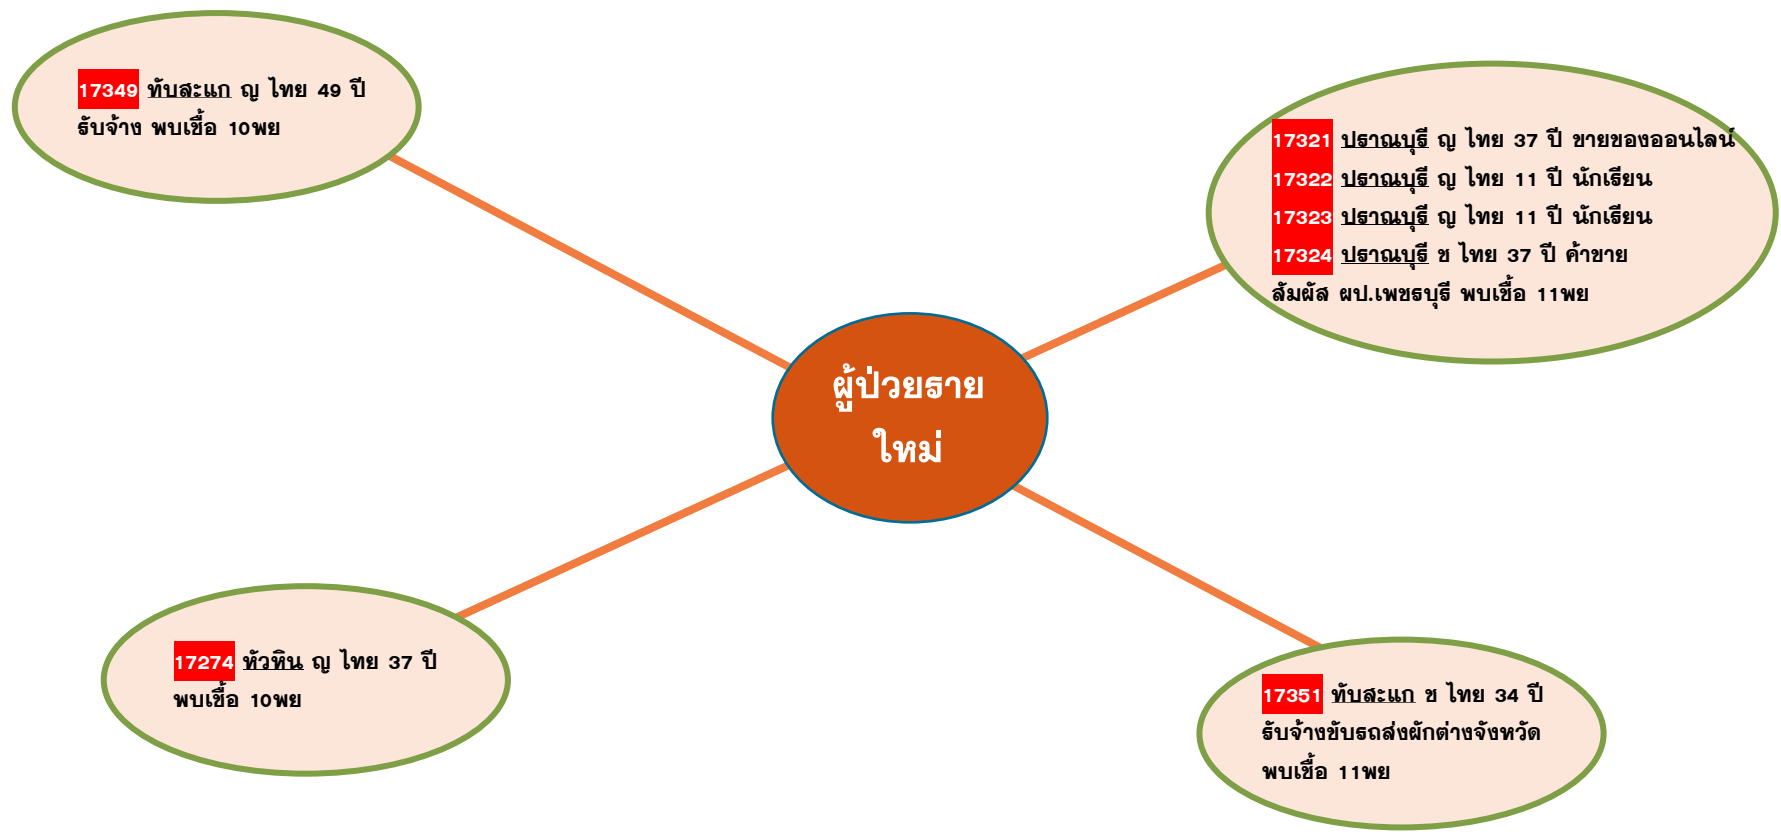 17349 ทับสะแก ญ ไทย 49 ปี
รับจ้าง พบเชื้อ 10พย
17321 ปราณบุรี ญ ไทย 37 ปี ขายของออนไลน์
17322 ปราณบุรี ญ ไทย 11 ปี นักเรียน
17323 ปราณบุรี ญ ไทย 11 ปี นักเรียน
17324 ปราณบุรี ช ไทย 37 ปี ค้าขาย
สัมผัส ผป.เพชรบุรี พบเชื้อ 11พย
ผู้ป่วยราย
ใหม่
17274 หัวหิน ญ ไทย 37 ปี
พบเชื้อ 10พย
17351 ทับสะแก ช ไทย 34 ปี
รับจ้างขับรถส่งผักต่างจังหวัด
พบเชื้อ 11พย